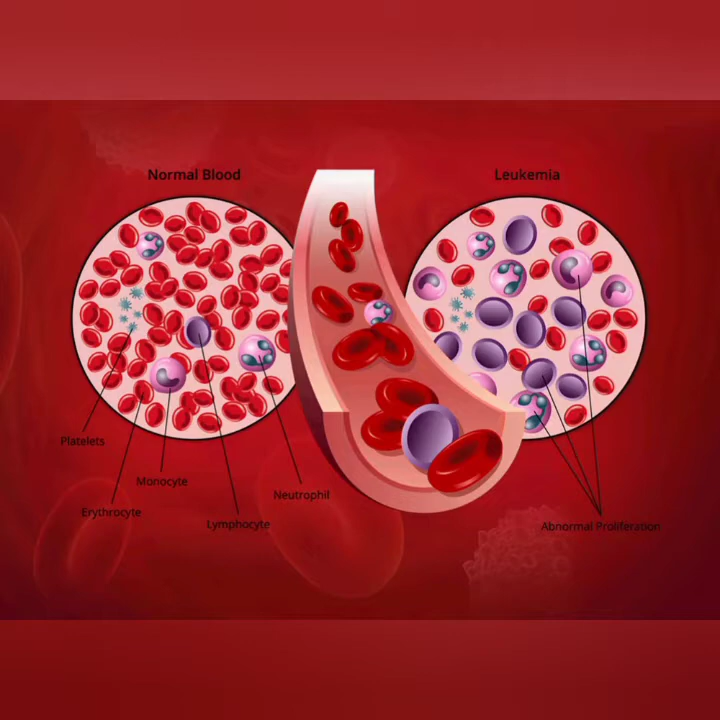 Normal Blood
Leukemia
Platelets
Monocyte
Neutrophil
Erythrocyte
Lymphocyte
Abnormal Proliferation